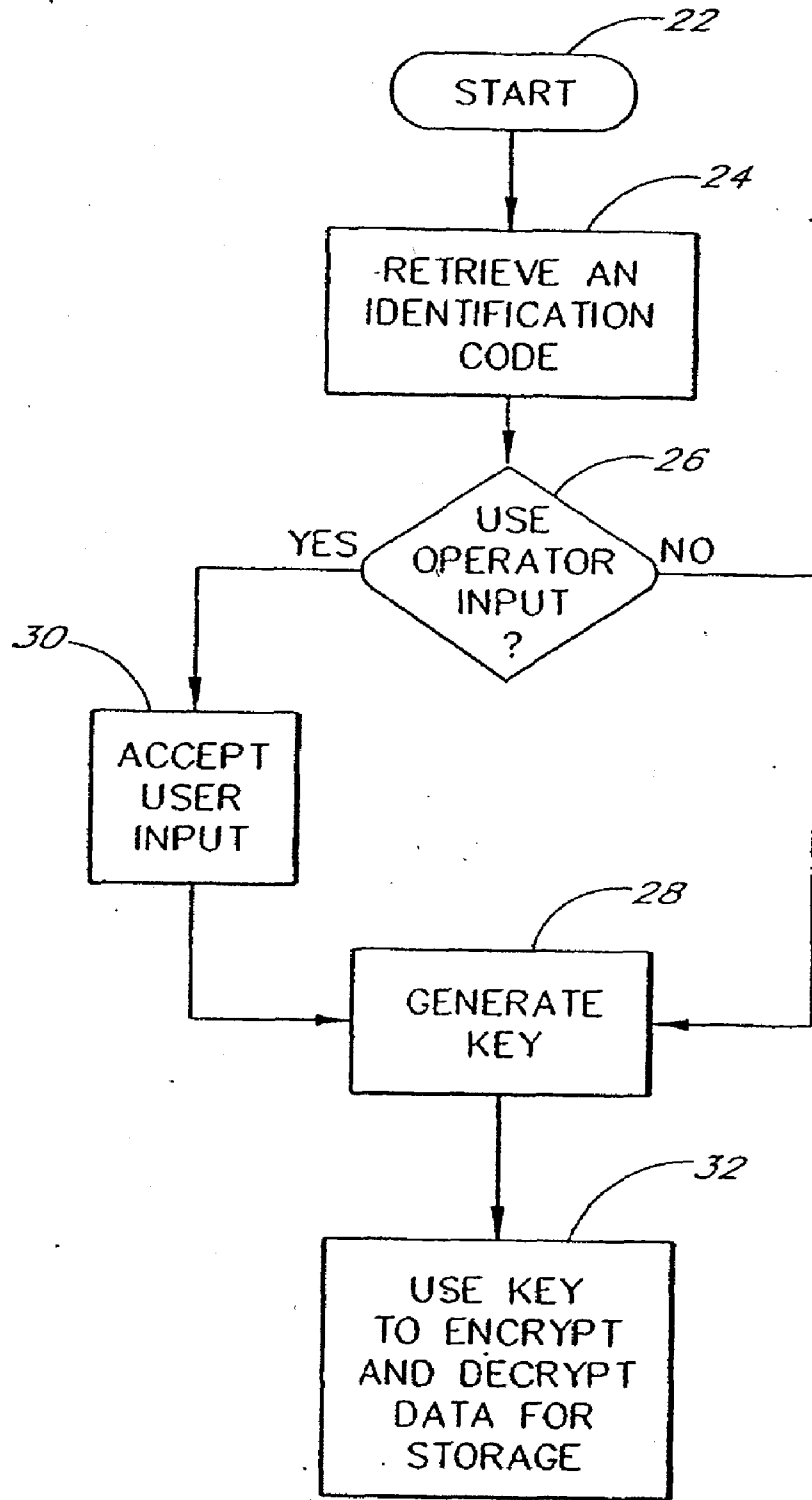 22
START
24
RETRIEVE AN
IDENTIFICATION
CODE
26
USE
OPERATOR
INPUT
?
YES
NO
30
ACCEPT
USER
INPUT
28
GENERATE
KEY
32
USE KEY
TO ENCRYPT
AND DECRYPT
DATA FOR
STORAGE